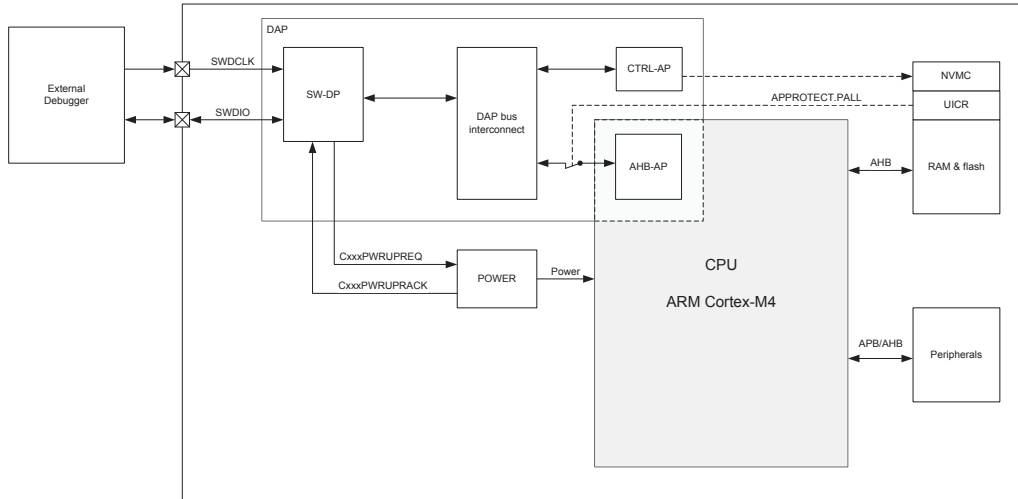 DAP
External
Debugger
SWDCLK
SWDIO
SW-DP
DAP bus
interconnect
CTRL-AP
NVMC
UICR
APPROTECT.PALL
AHB-AP
AHB
RAM & flash
CxxxPWRUPREQ
CxxxPWRUPRACK
POWER
Power
CPU
ARM Cortex-M4
APB/AHB
Peripherals